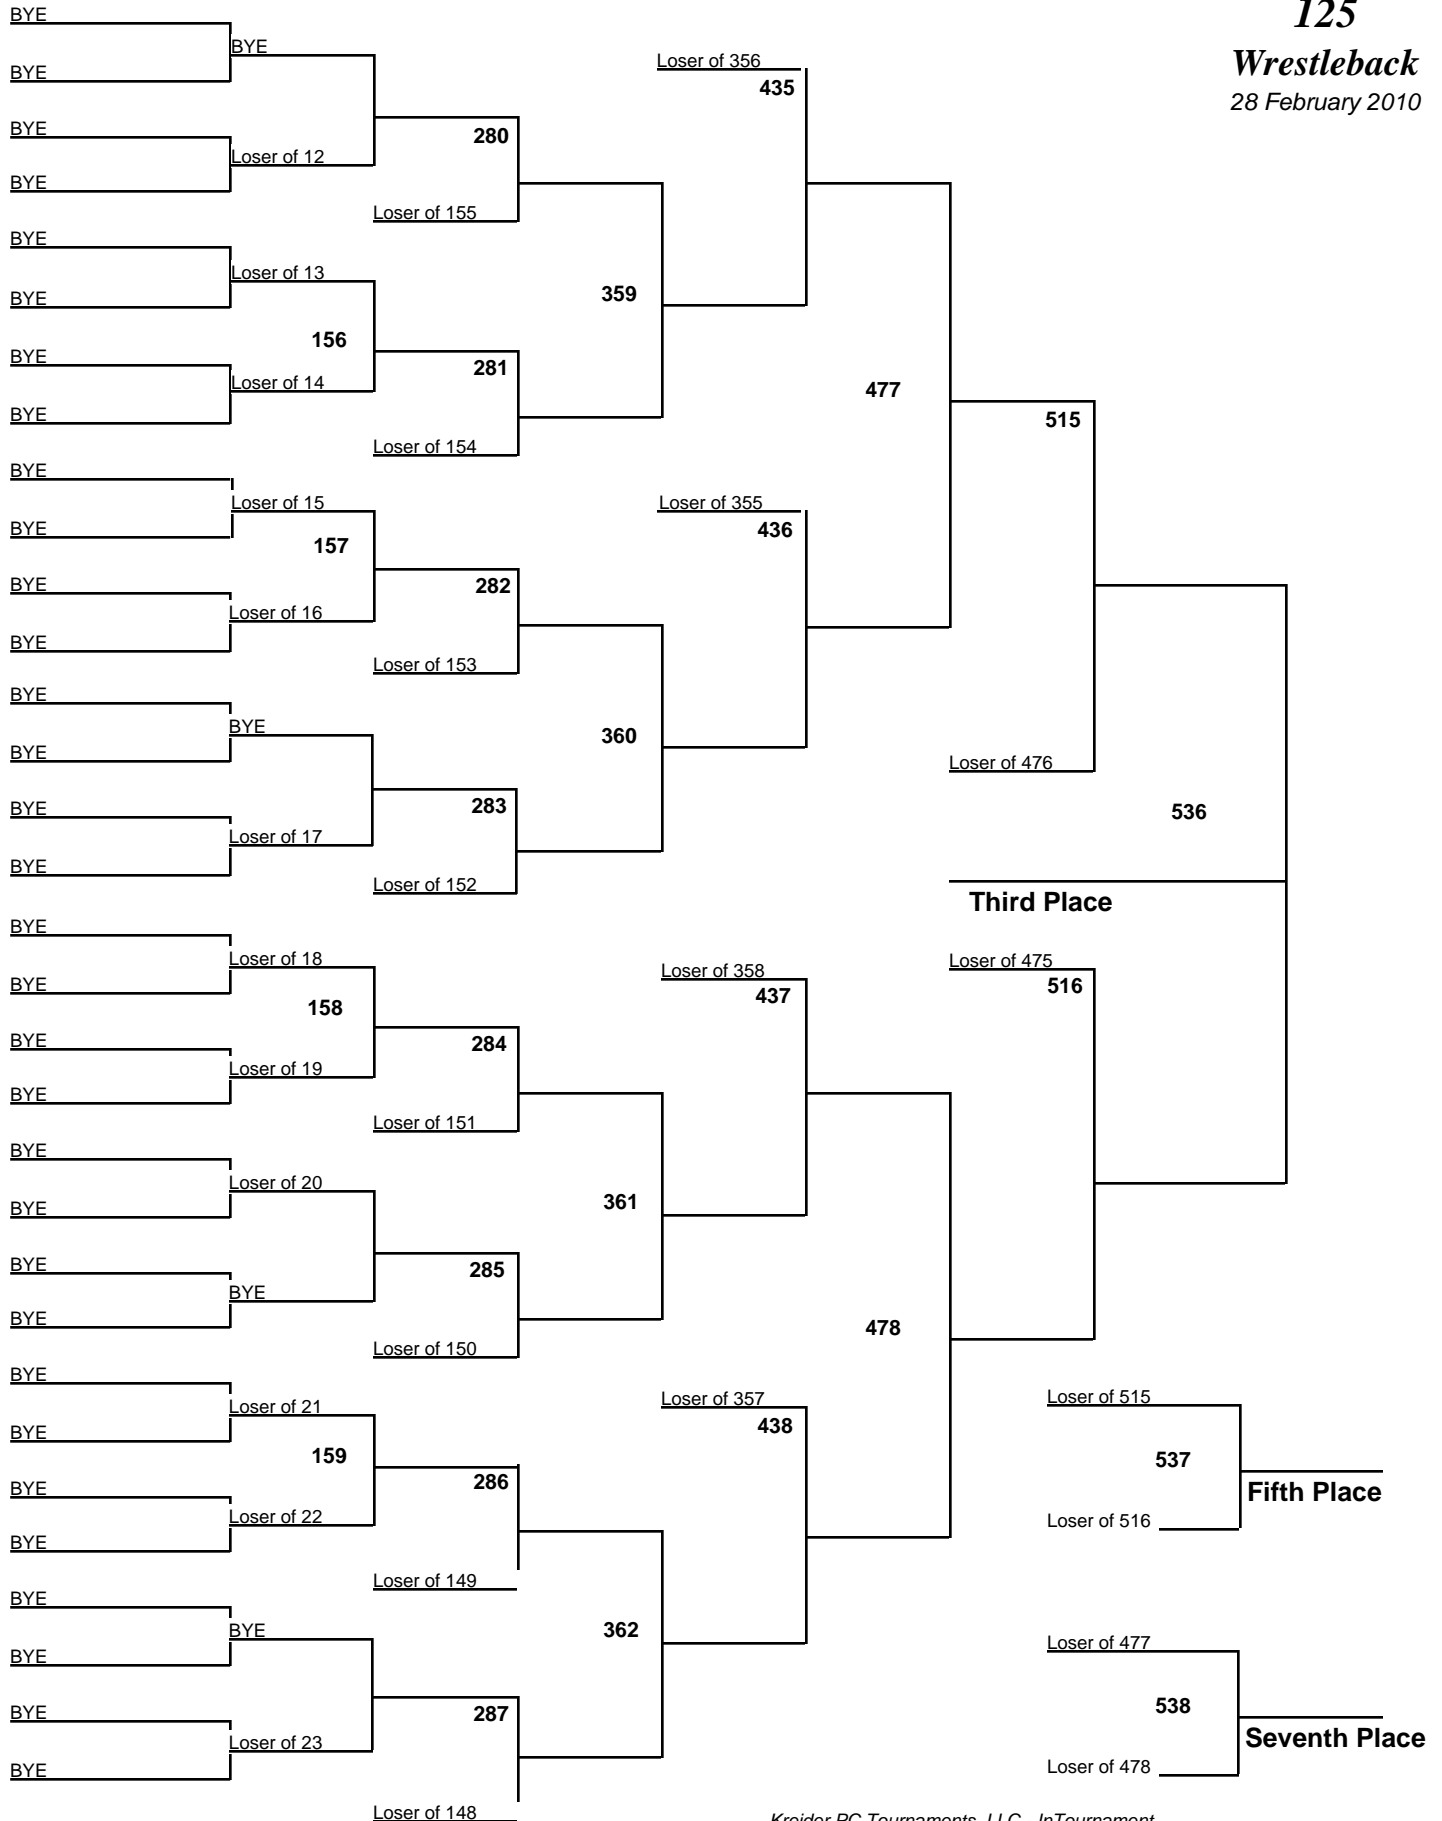 125
Wrestleback
28 February 2010
BYE
BYE
BYE
Loser of 356
435
BYE
Loser of 12
280
BYE
Loser of 155
BYE
Loser of 13
BYE
359
156
BYE
Loser of 14
281
477
BYE
515
Loser of 154
BYE
Loser of 15
Loser of 355
BYE
436
157
BYE
282
Loser of 16
BYE
Loser of 153
BYE
BYE
360
BYE
Loser of 476
BYE
283
536
Loser of 17
BYE
Loser of 152
Third Place
BYE
Loser of 18
Loser of 358
Loser of 475
BYE
437
516
158
BYE
284
Loser of 19
BYE
Loser of 151
BYE
Loser of 20
361
BYE
BYE
285
BYE
BYE
478
Loser of 150
BYE
Loser of 21
Loser of 357
Loser of 515
BYE
438
159
537
BYE
286
Fifth Place
Loser of 22
Loser of 516
BYE
Loser of 149
BYE
BYE
362
Loser of 477
BYE
BYE
287
538
Loser of 23
Seventh Place
BYE
Loser of 478
Loser of 148
Kreider PC Tournaments, LLC - InTournament